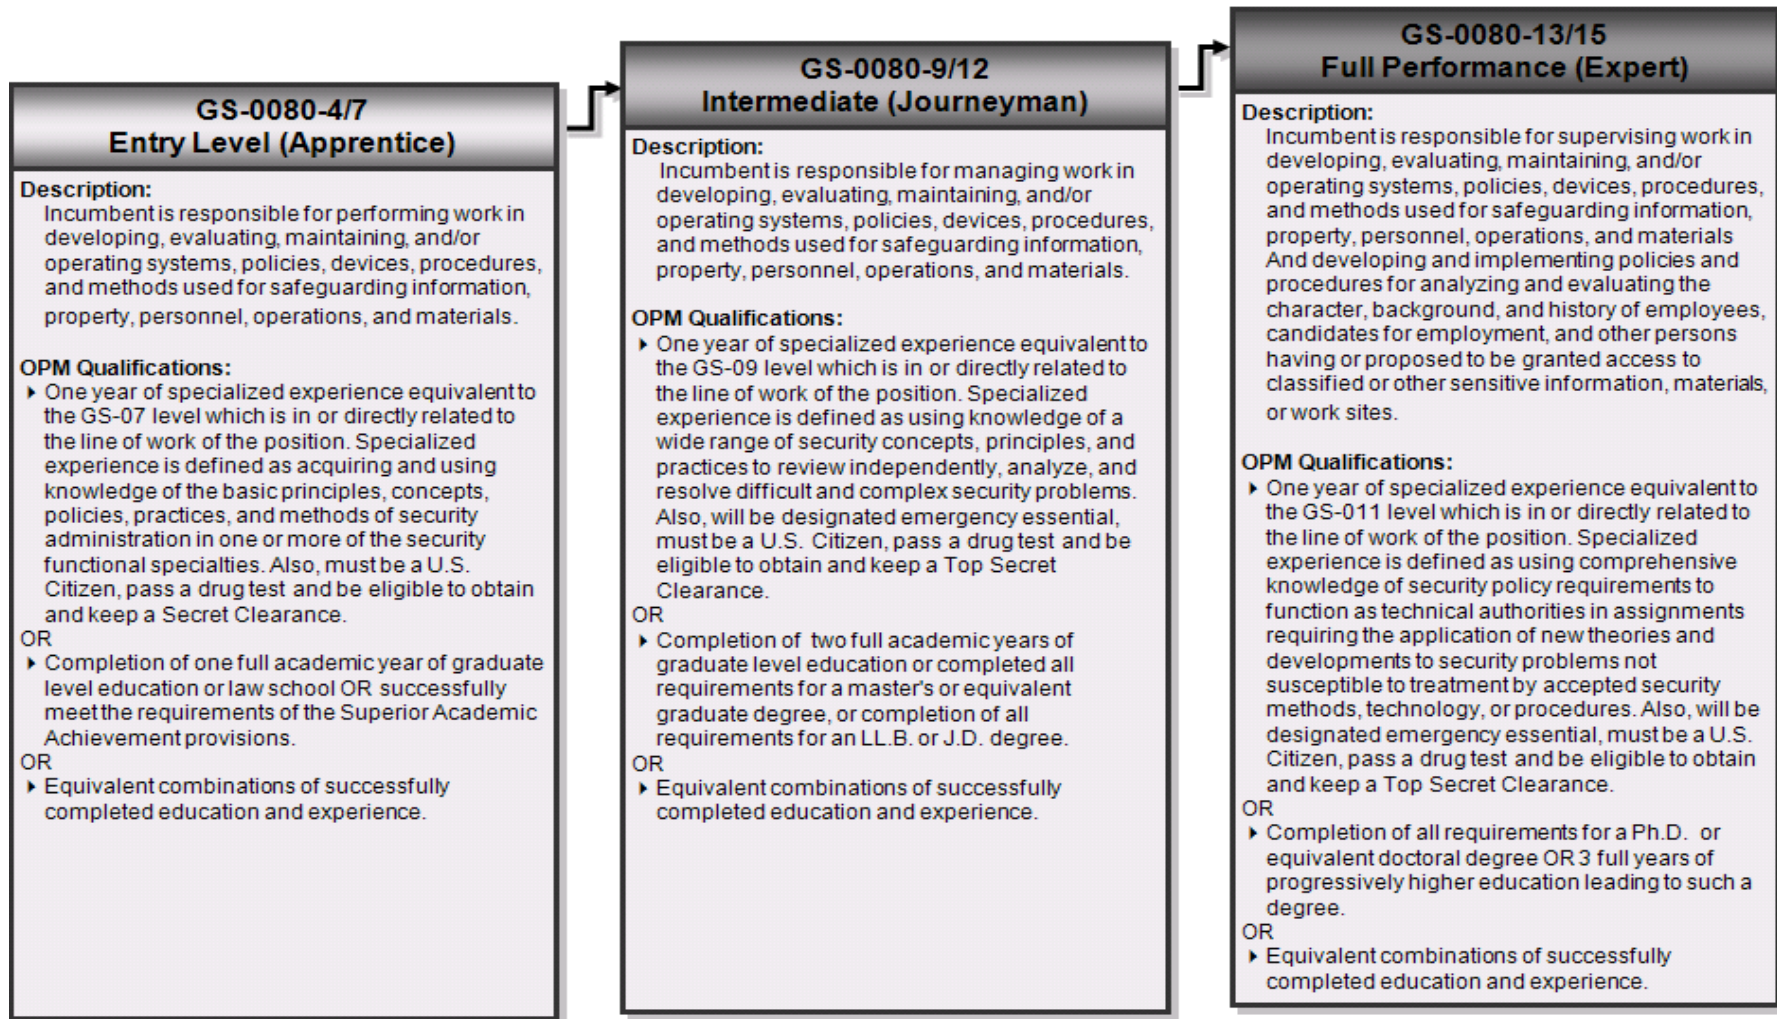 GS-0080-4/7
Entry Level (Apprentice)
Description:
Incumbent is responsible for performing work in
developing, evaluating, maintaining, and/or
operating systems, policies, devices, procedures,
and methods used for safeguarding information,
property, personnel, operations, and materials.
OPM Qualifications:
One year of specialized experience equivalent to
the GS-07 level which is in or directly related to
the line of work of the position. Specialized
experience is defined as acquiring and using
knowledge of the basic principles, concepts,
policies, practices, and methods of security
administration in one or more of the security
functional specialties. Also, must be a U.S.
Citizen, pass a drug test and be eligible to obtain
and keep a Secret Clearance.
OR
Completion of one full academic year of graduate
level education or law school OR successfully
meet the requirements of the Superior Academic
Achievement provisions.
OR
Equivalent combinations of successfully
completed education and experience.
GS-0080-9/12
Intermediate (Journeyman)
Description:
Incumbent is responsible for managing work in
developing, evaluating, maintaining, and/or
operating systems, policies, devices, procedures,
and methods used for safeguarding information,
property, personnel, operations, and materials.
OPM Qualifications:
One year of specialized experience equivalent to
the GS-09 level which is in or directly related to
the line of work of the position. Specialized
experience is defined as using knowledge of a
wide range of security concepts, principles, and
practices to review independently, analyze, and
resolve difficult and complex security problems.
Also, will be designated emergency essential,
must be a U.S. Citizen, pass a drug test and be
eligible to obtain and keep a Top Secret
Clearance.
OR
Completion of two full academic years of
graduate level education or completed all
requirements for a master's or equivalent
graduate degree, or completion of all
requirements for an LL.B. or J.D. degree.
OR
Equivalent combinations of successfully
completed education and experience.
GS-0080-13/15
Full Performance (Expert)
Description:
Incumbent is responsible for supervising work in
developing, evaluating, maintaining, and/or
operating systems, policies, devices, procedures,
and methods used for safeguarding information,
property, personnel, operations, and materials
And developing and implementing policies and
procedures for analyzing and evaluating the
character, background, and history of employees,
candidates for employment, and other persons
having or proposed to be granted access to
classified or other sensitive information, materials,
or work sites.
OPM Qualifications:
One year of specialized experience equivalent to
the GS-011 level which is in or directly related to
the line of work of the position. Specialized
experience is defined as using comprehensive
knowledge of security policy requirements to
function as technical authorities in assignments
requiring the application of new theories and
developments to security problems not
susceptible to treatment by accepted security
methods, technology, or procedures. Also, will be
designated emergency essential, must be a U.S.
Citizen, pass a drug test and be eligible to obtain
and keep a Top Secret Clearance.
OR
Completion of all requirements for a Ph.D. or
equivalent doctoral degree OR 3 full years of
progressively higher education leading to such a
degree.
OR
Equivalent combinations of successfully
completed education and experience.